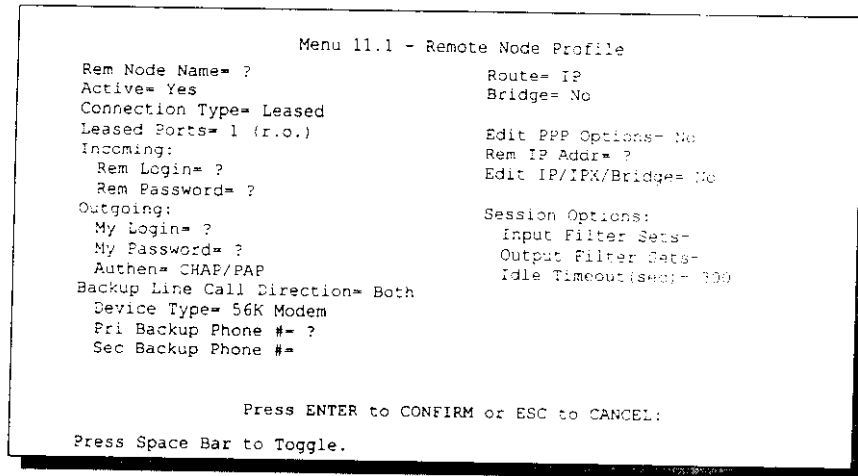 Menu 11.1 - Remote Node Profile
Rem Node Name= ?
Active= Yes
Connection Type= Leased
Leased Ports= 1 (r.o.)
Incoming:
Rem Login= ?
Rem Password= ?
Outgoing:
My Login= ?
My Password= ?
Authen= CHAP/PAP
Backup Line Call Direction= Both
Device Type= 56K Modem
Pri Backup Phone #= ?
Sec Backup Phone #=
Route= IP
Bridge= No
Edit PPP Options= No
Rem IP Addr= ?
Edit IP/IPX/Bridge= No
Session Options:
Input Filter Sets=
Output Filter Sets=
Idle Timeout(sec)= 300
Press ENTER to CONFIRM or ESC to CANCEL:
Press Space Bar to Toggle.